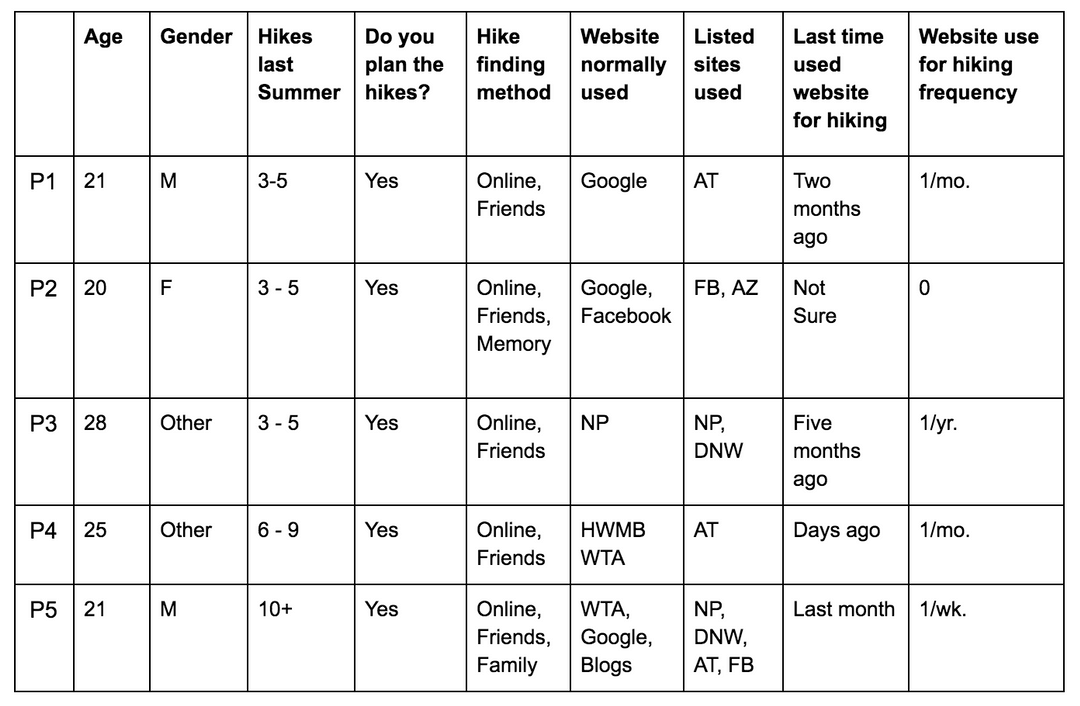 Age Gender Hikes last Summer Do you plan the hikes? Hike finding method Website normally used Listed sites used Last time used website for hiking Website use for hiking frequency
P1 21 M 3-5 Yes Online, Friends Google AT Two months ago 1/mo.
P2 20 F 3 - 5 Yes Online, Friends, Memory Google, Facebook FB, AZ Not Sure 0
P3 28 Other 3 - 5 Yes Online, Friends NP NP, DNW Five months ago 1/yr.
P4 25 Other 6 - 9 Yes Online, Friends HWMB WTA AT Days ago 1/mo.
P5 21 M 10+ Yes Online, Friends, Family WTA, Google, Blogs NP, DNW, AT, FB Last month 1/wk.